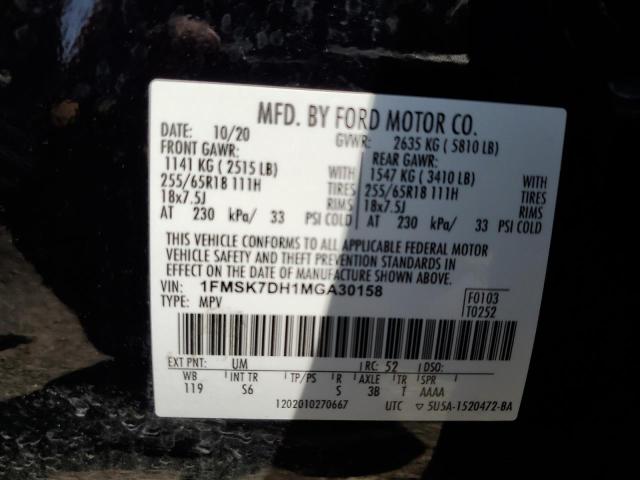 MFD. BY FORD MOTOR CO.
DATE: 10/20 GVWR: 2635 KG ( 5810 LB)
FRONT GAWR: REAR GAWR:
1141 KG ( 2515 LB) WITH 1547 KG ( 3410 LB) WITH
255/65R18 111H TIRES 255/65R18 111H TIRES
18x7.5J RIMS 18x7.5J RIMS
AT 230 kPa/ 33 PSI COLD AT 230 kPa/ 33 PSI COLD
THIS VEHICLE CONFORMS TO ALL APPLICABLE FEDERAL MOTOR
VEHICLE SAFETY AND THEFT PREVENTION STANDARDS IN
EFFECT ON THE DATE OF MANUFACTURE SHOWN ABOVE.
VIN: 1FMSK7DH1MGA30158 F0103
TYPE: MPV T0252
EXT PNT: UM RC: 52 DSO:
WB INT TR TP/PS R AXLE TR SPR
119 S6 S 3B T AAAA
1202010270667 UTC 5U5A-1520472-BA